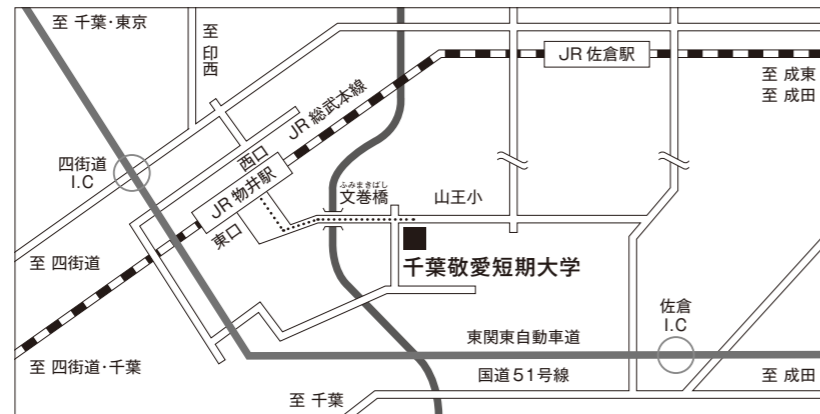 至 千葉・東京
至 印西
JR 佐倉駅
至 成東
至 成田
JR 総武本線
四街道
I.C
西口
JR 物井駅
東口
ふみまきばし
文巻橋
山王小
千葉敬愛短期大学
至 四街道
佐倉
I.C
東関東自動車道
至 四街道・千葉
国道51号線
至 成田
至 千葉